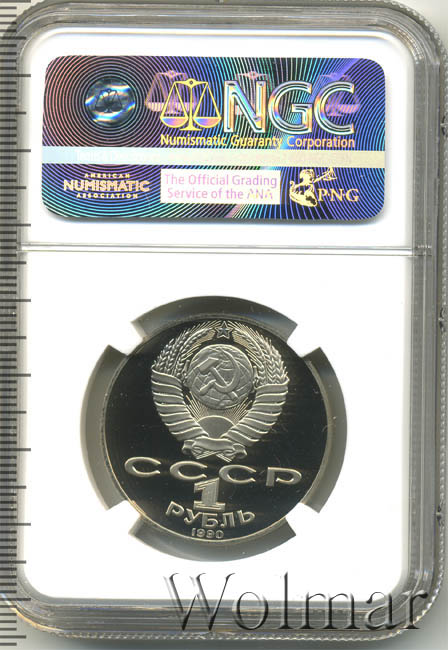 NGC
Numismatic Guaranty Corporation
AMERICAN
NUMISMATIC
ASSOCIATION
The Official Grading
Service of the ANA
PNG
СССР
1
РУБЛЬ
1990
Wolmar